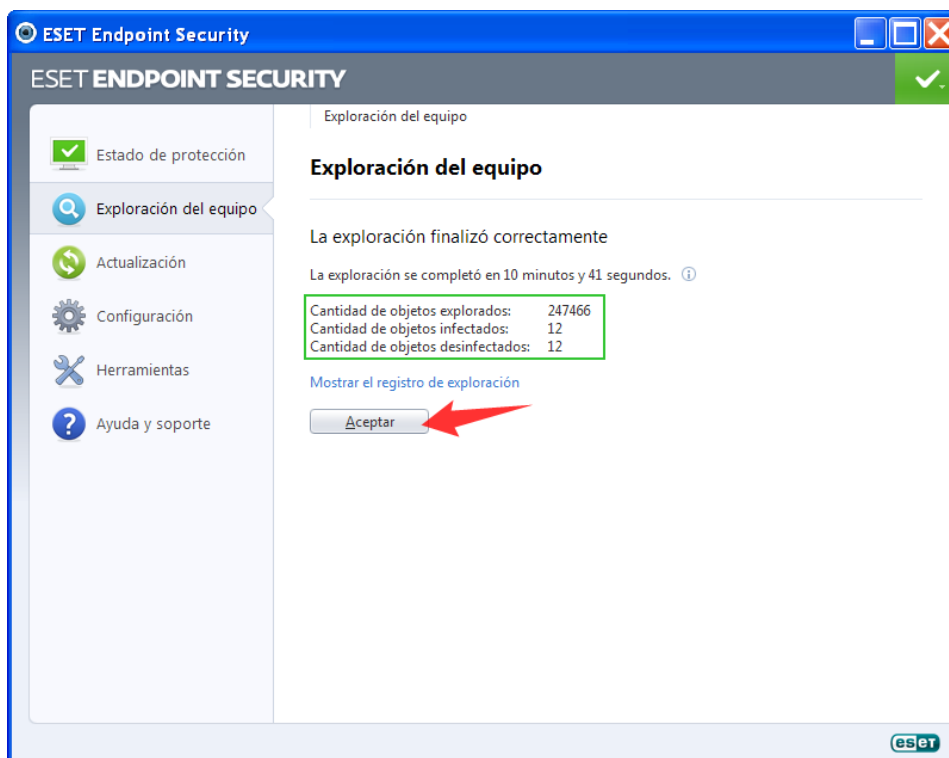 ESET Endpoint Security
ESET ENDPOINT SECURITY
Estado de protección
Exploración del equipo
Actualización
Configuración
Herramientas
Ayuda y soporte
Exploración del equipo
Exploración del equipo
La exploración finalizó correctamente
La exploración se completó en 10 minutos y 41 segundos.
Cantidad de objetos explorados: 247466
Cantidad de objetos infectados: 12
Cantidad de objetos desinfectados: 12
Mostrar el registro de exploración
Aceptar
eseT